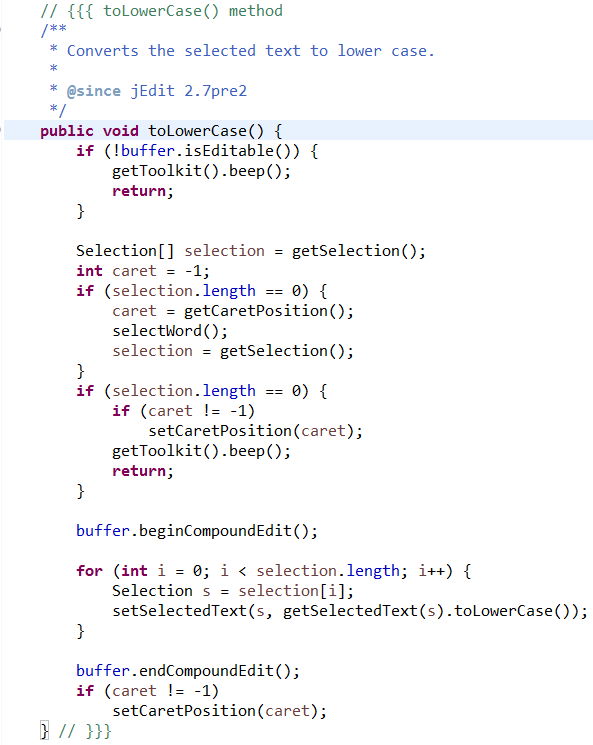 // {{{ toLowerCase() method
/**
 * Converts the selected text to lower case.
 *
 * @since jEdit 2.7pre2
 */
public void toLowerCase() {
    if (!buffer.isEditable()) {
        getToolkit().beep();
        return;
    }

    Selection[] selection = getSelection();
    int caret = -1;
    if (selection.length == 0) {
        caret = getCaretPosition();
        selectWord();
        selection = getSelection();
    }
    if (selection.length == 0) {
        if (caret != -1)
            setCaretPosition(caret);
        getToolkit().beep();
        return;
    }

    buffer.beginCompoundEdit();

    for (int i = 0; i < selection.length; i++) {
        Selection s = selection[i];
        setSelectedText(s, getSelectedText(s).toLowerCase());
    }

    buffer.endCompoundEdit();
    if (caret != -1)
        setCaretPosition(caret);
} // }}}